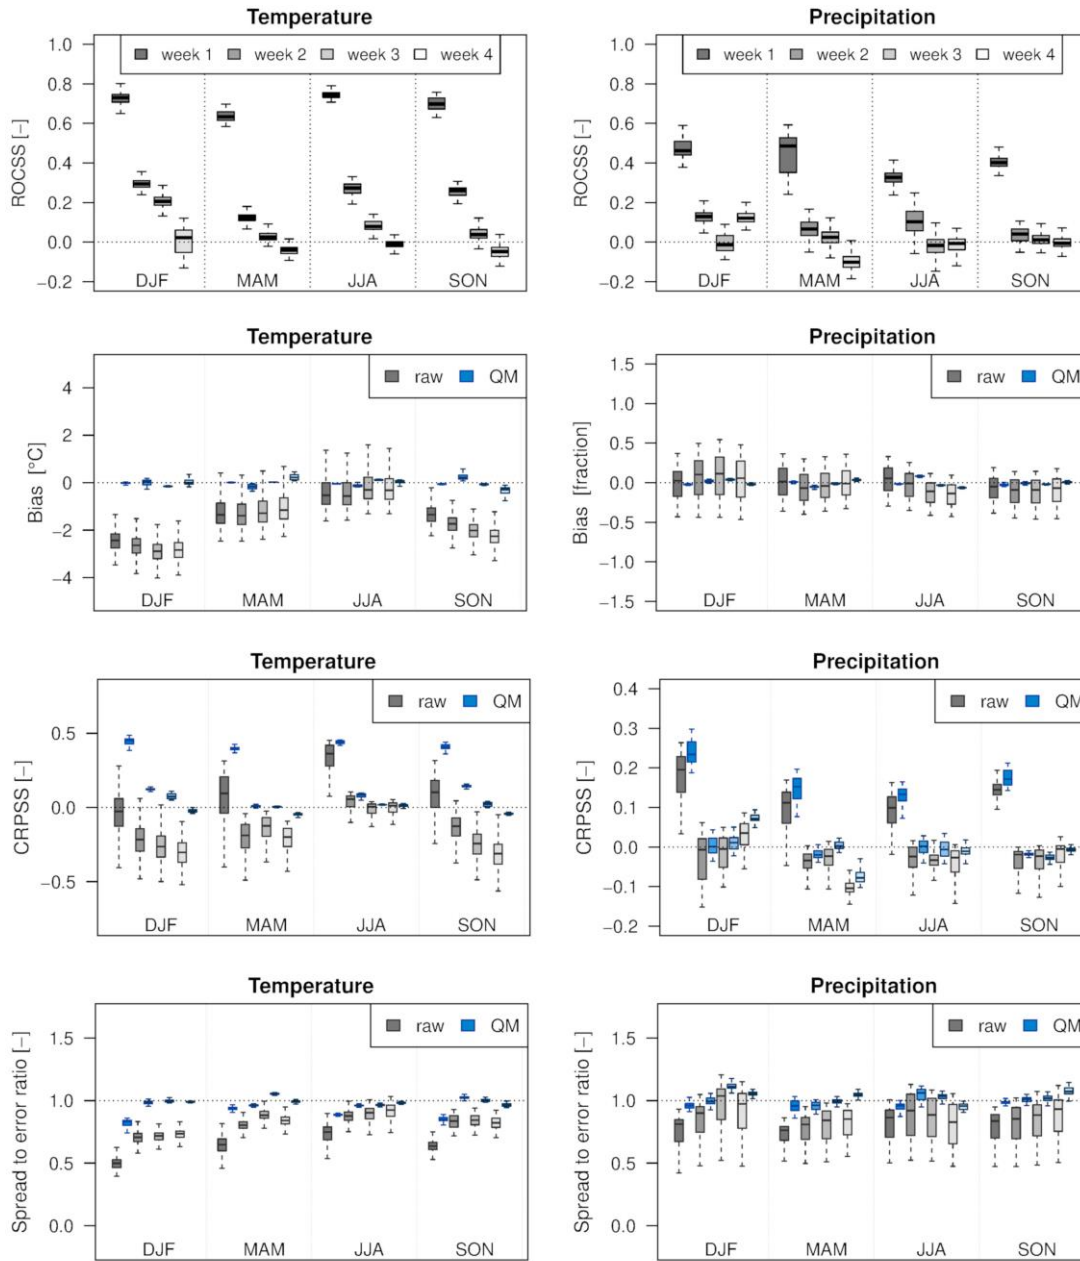 Temperature
Precipitation
ROCSS [–]
1.0
0.8
0.6
0.4
0.2
0.0
−0.2
week 1
week 2
week 3
week 4
DJF
MAM
JJA
SON
ROCSS [–]
1.0
0.8
0.6
0.4
0.2
0.0
−0.2
week 1
week 2
week 3
week 4
DJF
MAM
JJA
SON
Temperature
Precipitation
Bias [°C]
4
2
0
−2
−4
raw
QM
DJF
MAM
JJA
SON
Bias [fraction]
1.5
1.0
0.5
0.0
−0.5
−1.0
−1.5
raw
QM
DJF
MAM
JJA
SON
Temperature
Precipitation
CRPSS [–]
0.5
0.0
−0.5
raw
QM
DJF
MAM
JJA
SON
CRPSS [–]
0.4
0.3
0.2
0.1
0.0
−0.1
−0.2
raw
QM
DJF
MAM
JJA
SON
Temperature
Precipitation
Spread to error ratio [–]
1.5
1.0
0.5
0.0
raw
QM
DJF
MAM
JJA
SON
Spread to error ratio [–]
1.5
1.0
0.5
0.0
raw
QM
DJF
MAM
JJA
SON